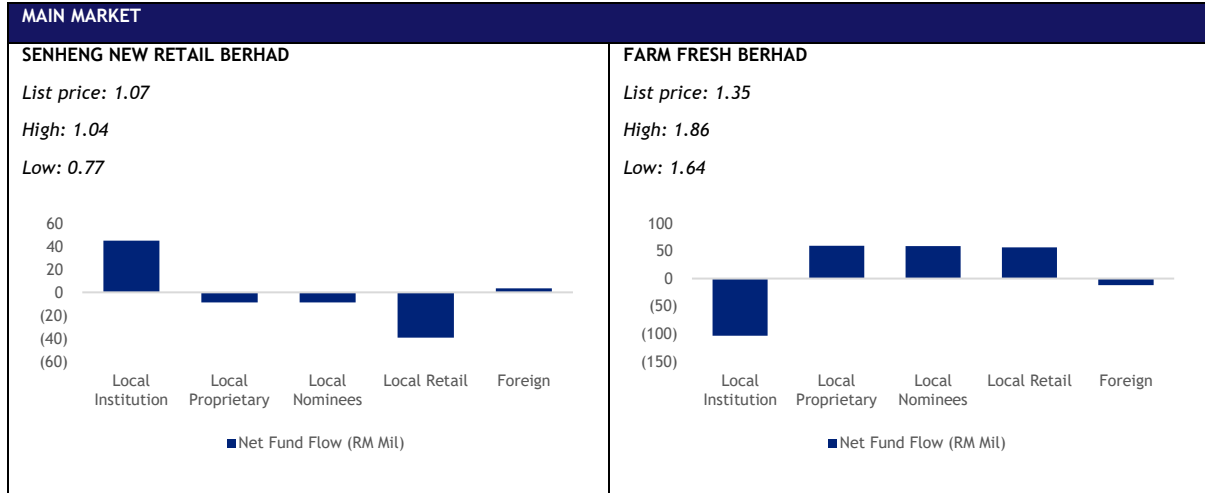 MAIN MARKET
SENHENG NEW RETAIL BERHAD
List price: 1.07
High: 1.04
Low: 0.77
60
40
20
0
(20)
(40)
(60)
Local Institution
Local Proprietary
Local Nominees
Local Retail
Foreign
Net Fund Flow (RM Mil)
FARM FRESH BERHAD
List price: 1.35
High: 1.86
Low: 1.64
100
50
0
(50)
(100)
(150)
Local Institution
Local Proprietary
Local Nominees
Local Retail
Foreign
Net Fund Flow (RM Mil)